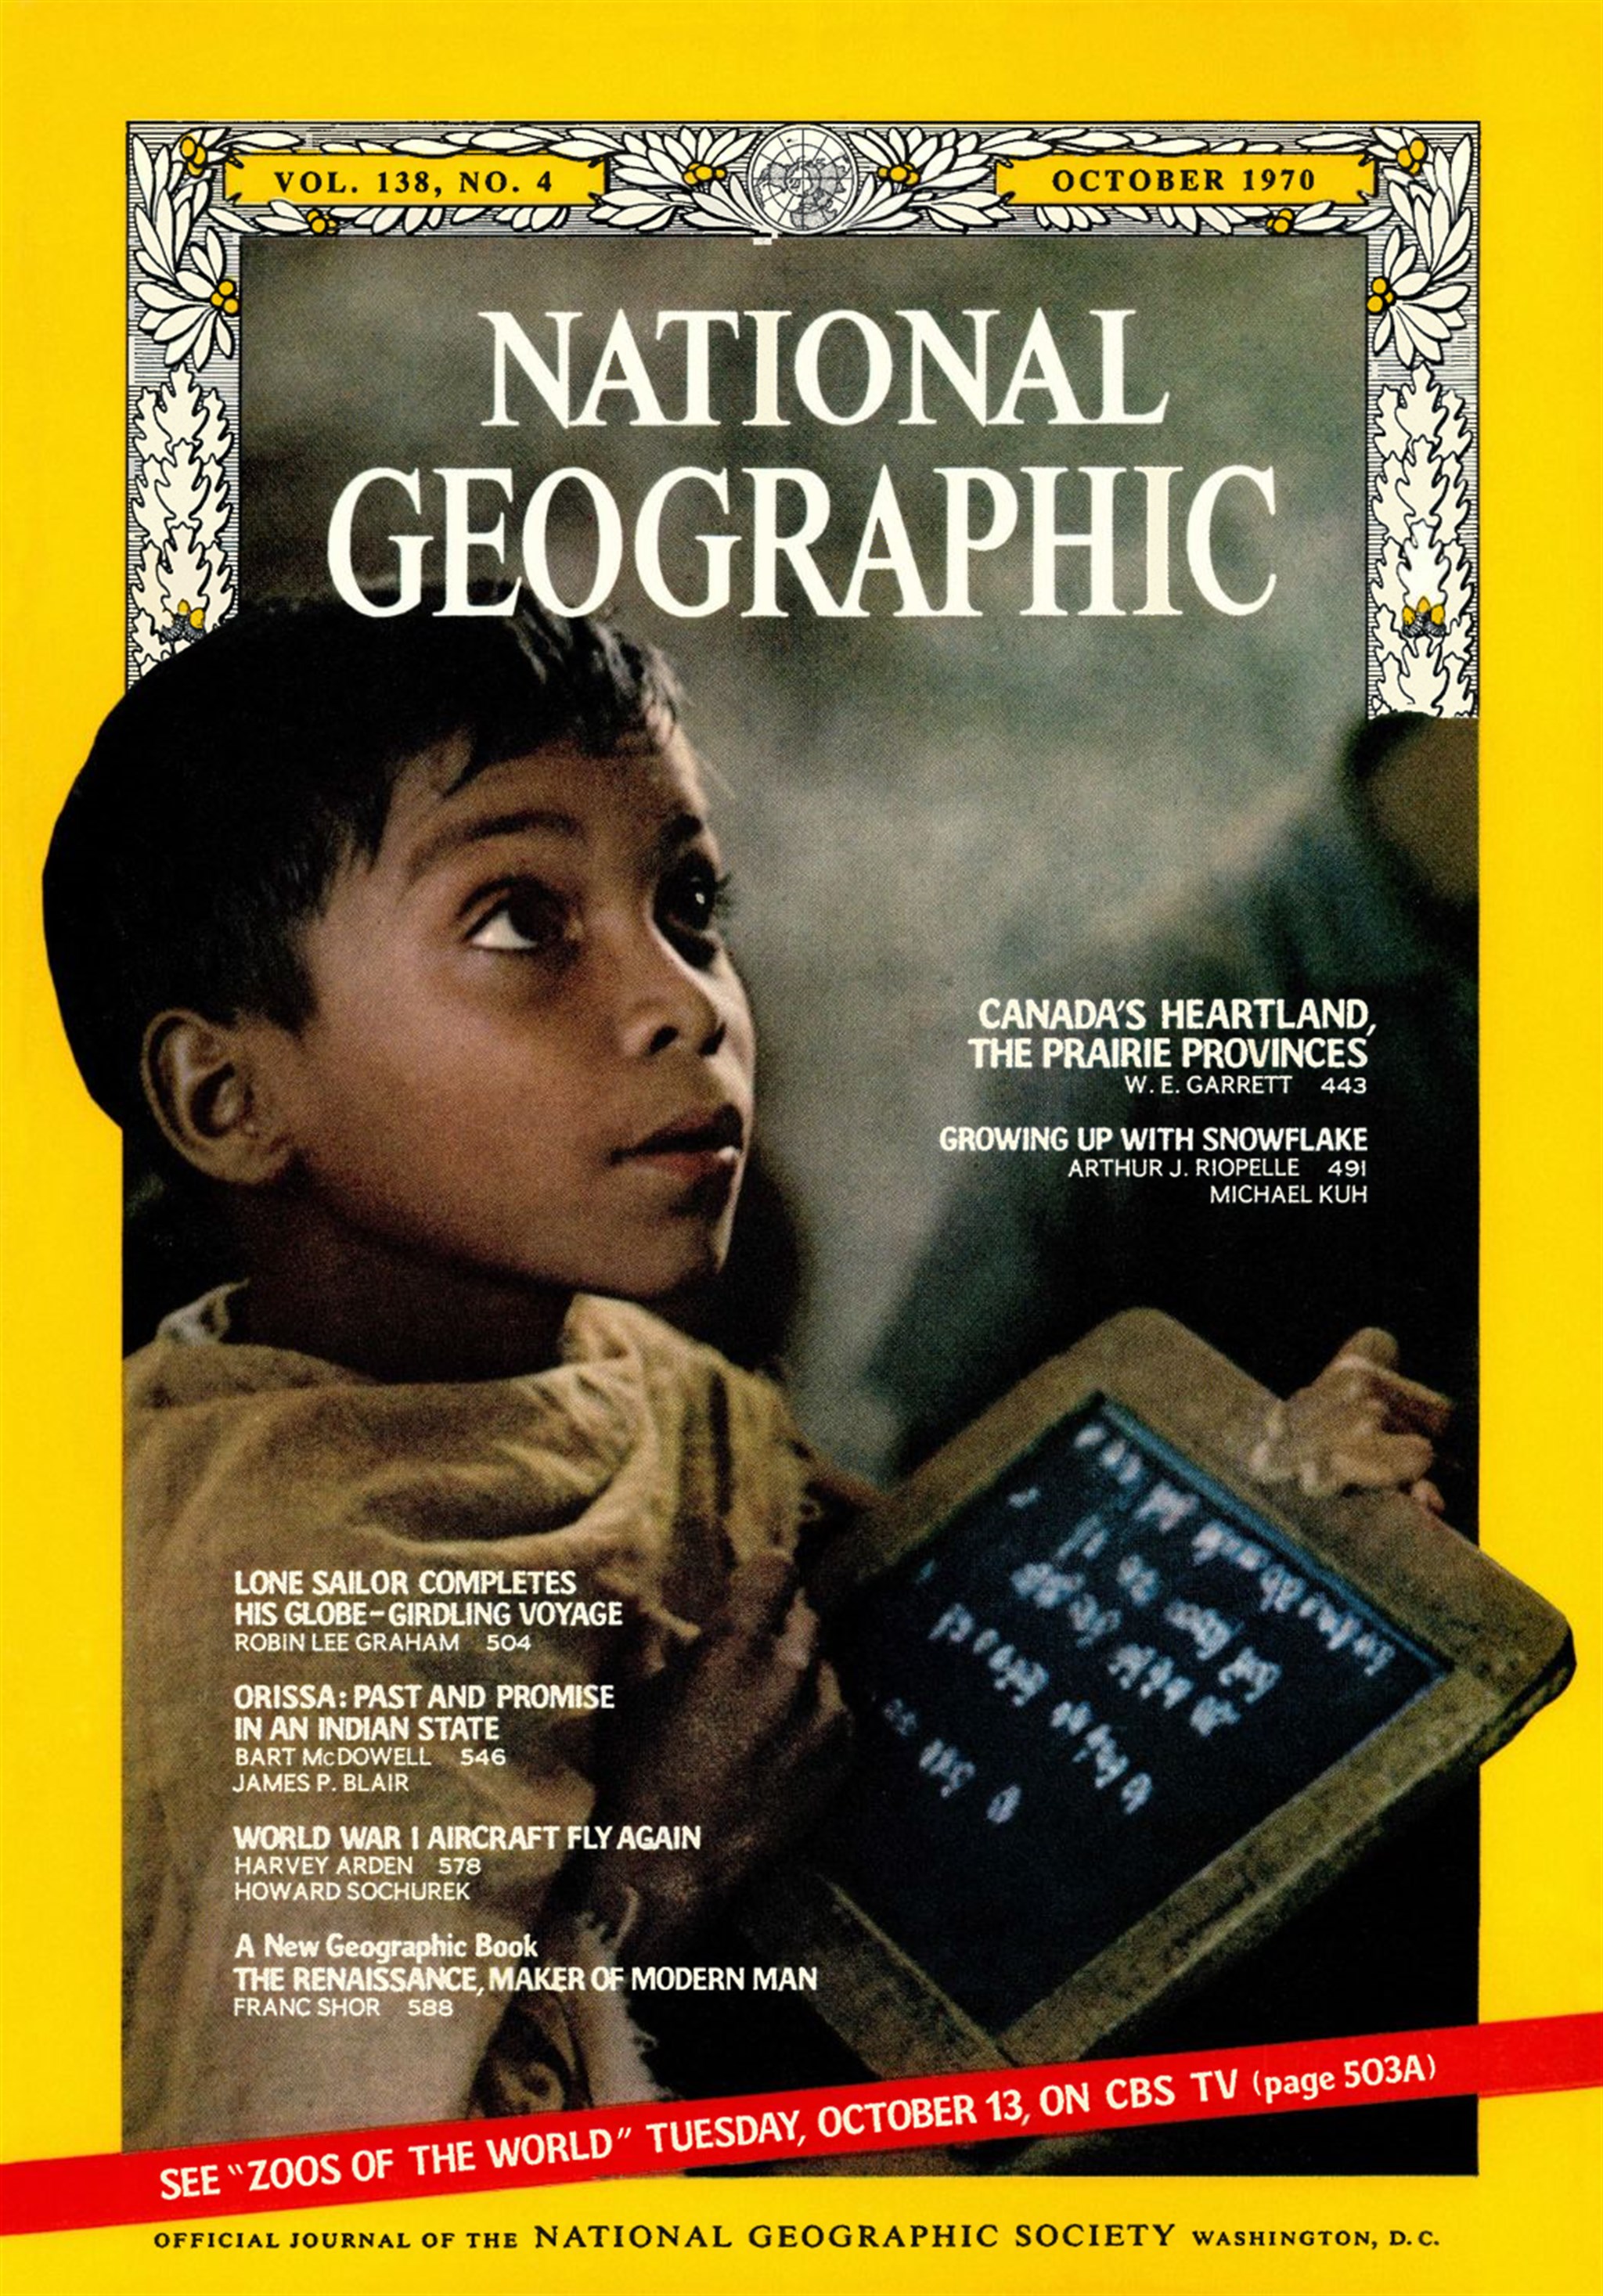 VOL. 138, NO. 4
OCTOBER 1970
NATIONAL
GEOGRAPHIC
CANADA'S HEARTLAND,
THE PRAIRIE PROVINCES
W. E. GARRETT 443
GROWING UP WITH SNOWFLAKE
ARTHUR J. RIOPELLE 491
MICHAEL KUH
LONE SAILOR COMPLETES
HIS GLOBE-GIRDLING VOYAGE
ROBIN LEE GRAHAM 504
ORISSA: PAST AND PROMISE
IN AN INDIAN STATE
BART McDOWELL 546
JAMES P. BLAIR
WORLD WAR I AIRCRAFT FLY AGAIN
HARVEY ARDEN 578
HOWARD SOCHUREK
A New Geographic Book
THE RENAISSANCE, MAKER OF MODERN MAN
FRANC SHOR 588
SEE "ZOOS OF THE WORLD" TUESDAY, OCTOBER 13, ON CBS TV (page 503A)
OFFICIAL JOURNAL OF THE NATIONAL GEOGRAPHIC SOCIETY WASHINGTON, D.C.